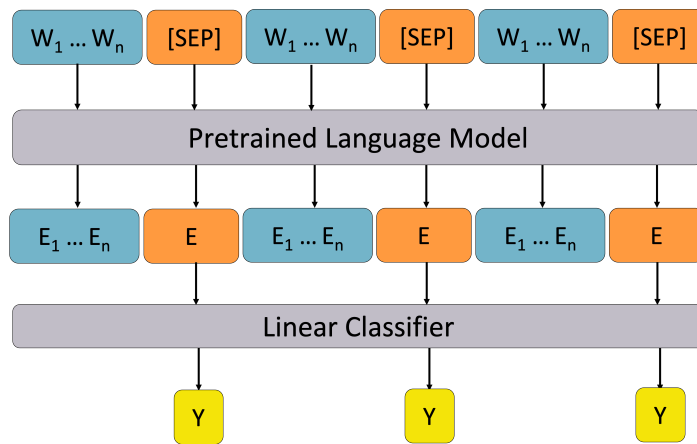 W₁ ... Wₙ [SEP] W₁ ... Wₙ [SEP] W₁ ... Wₙ [SEP]
Pretrained Language Model
E₁ ... Eₙ E E₁ ... Eₙ E E₁ ... Eₙ E
Linear Classifier
Y Y Y